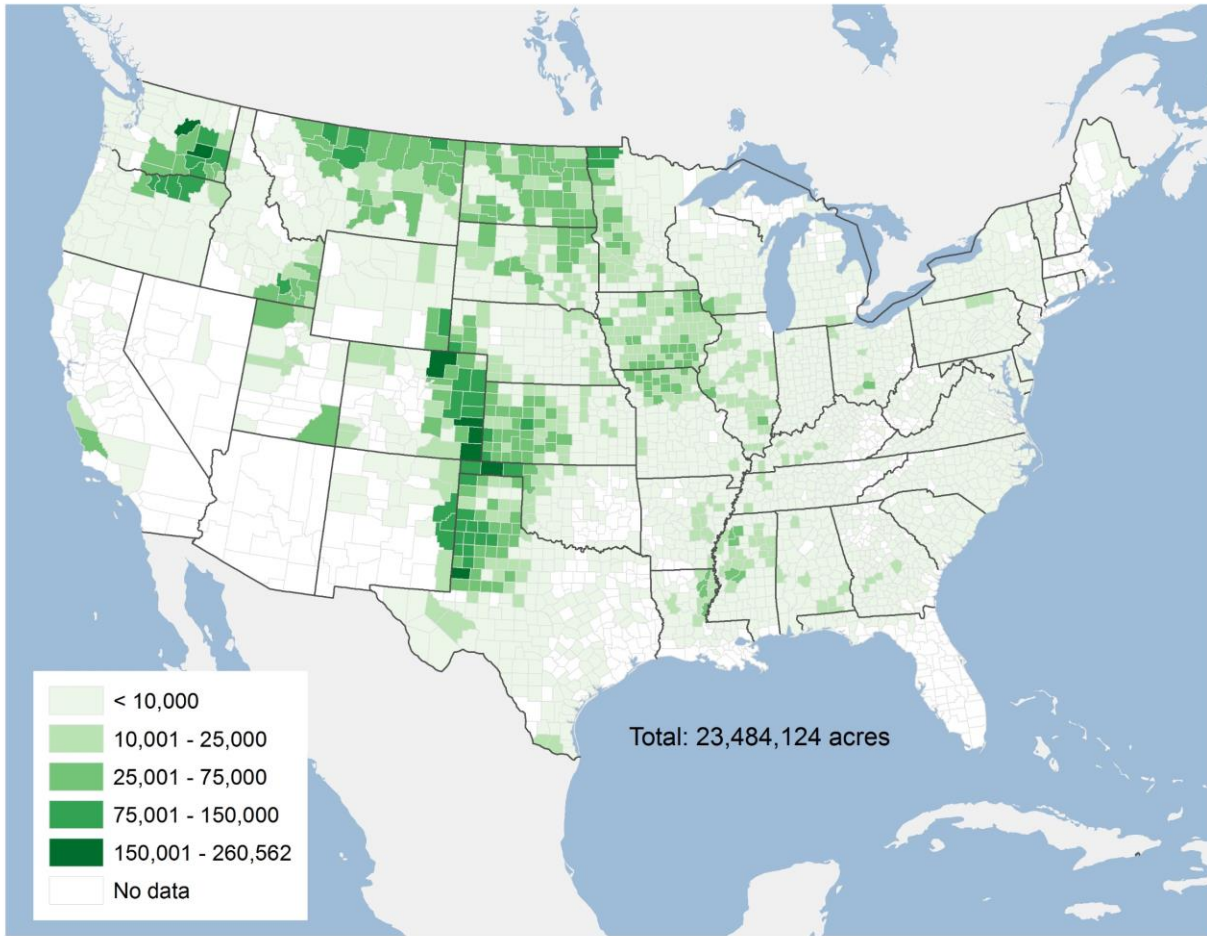 Total: 23,484,124 acres
< 10,000
10,001 - 25,000
25,001 - 75,000
75,001 - 150,000
150,001 - 260,562
No data